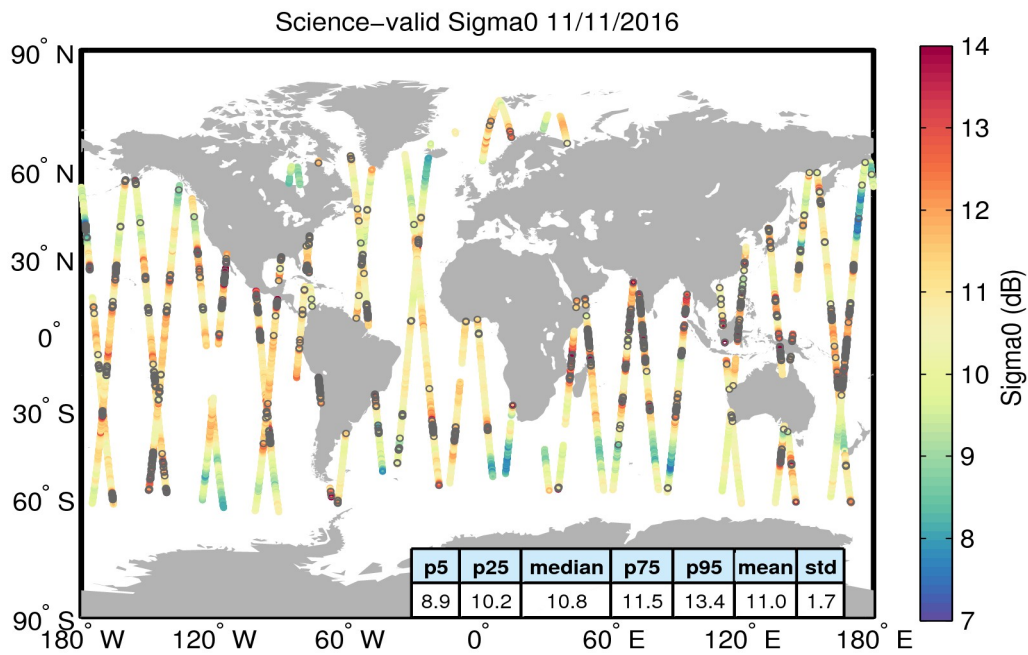 Science−valid Sigma0 11/11/2016
90° N
60° N
30° N
0°
30° S
60° S
90° S
180° W
120° W
60° W
0°
60° E
120° E
180° E
p5 p25 median p75 p95 mean std
8.9 10.2 10.8 11.5 13.4 11.0 1.7
14
13
12
11
10
9
8
7
Sigma0 (dB)